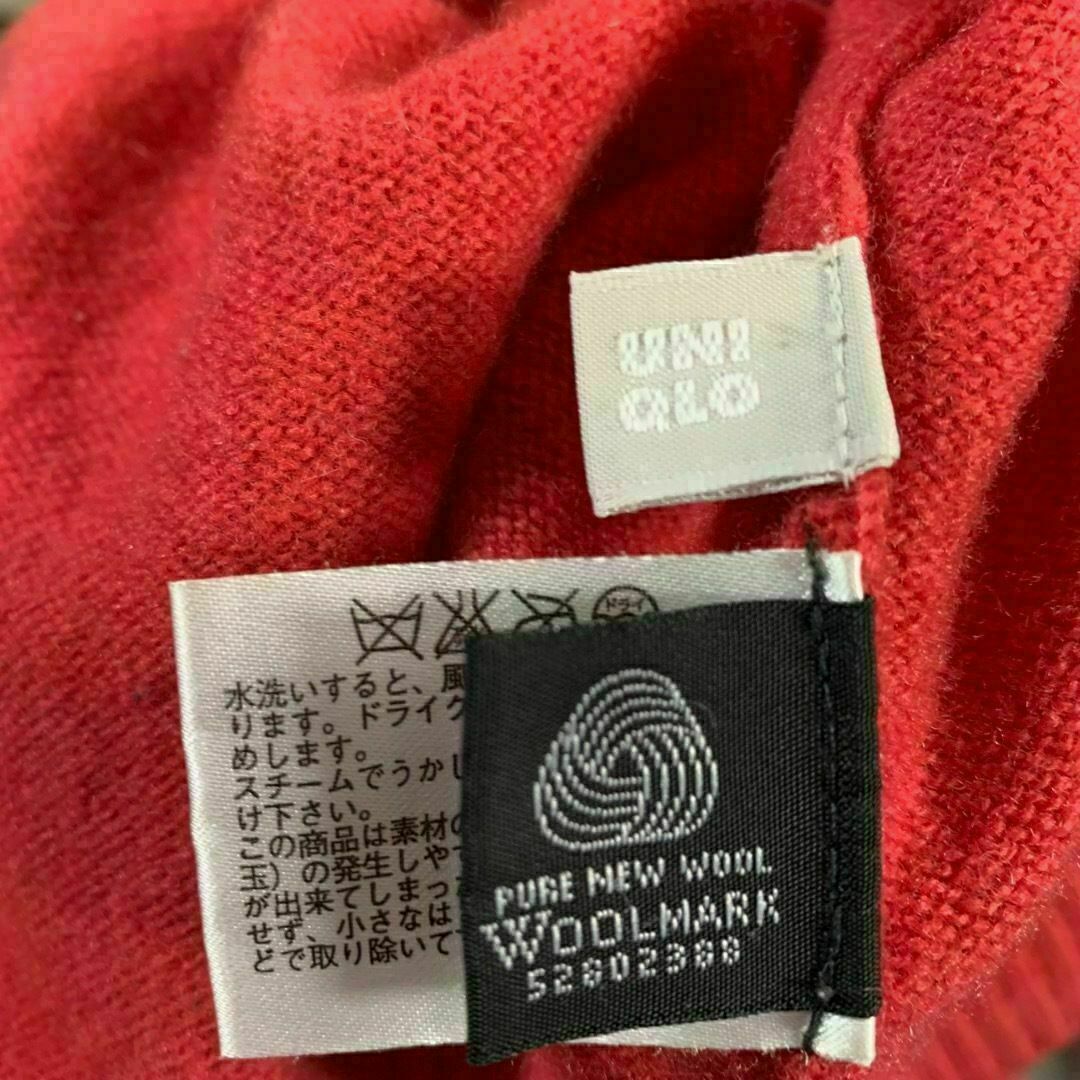 UNI
QLO
ドライ
水洗いすると、風
ります。ドライク
めします。
スチームでうかし
け下さい。
この商品は素材の
玉）の発生しや
が出来てしまっ
せず、小さなは
どで取り除いて
PURE NEW WOOL
WOOLMARK
52602388